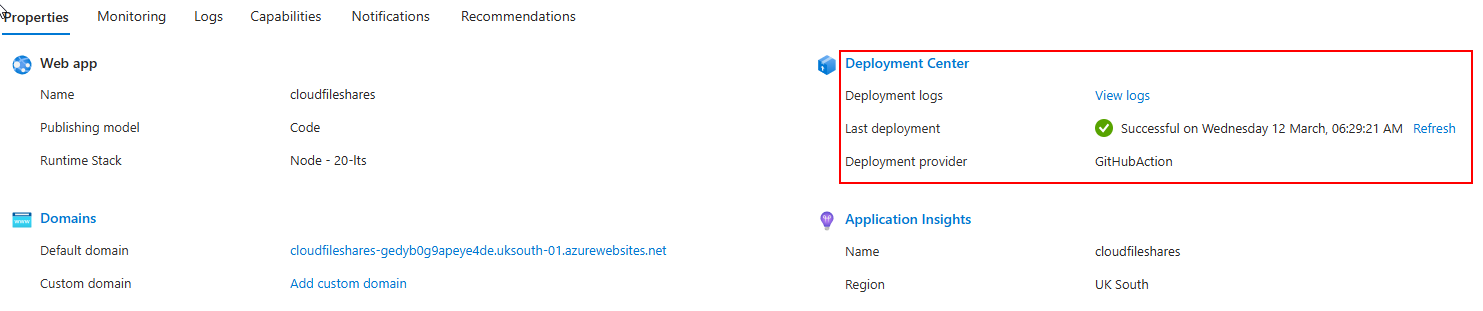 Properties Monitoring Logs Capabilities Notifications Recommendations
Web app
Name cloudfileshares
Publishing model Code
Runtime Stack Node - 20-lts
Deployment Center
Deployment logs View logs
Last deployment Successful on Wednesday 12 March, 06:29:21 AM Refresh
Deployment provider GitHubAction
www
Domains
Default domain cloudfileshares-gedyb0g9apeye4de.uksouth-01.azurewebsites.net
Custom domain Add custom domain
Application Insights
Name cloudfileshares
Region UK South